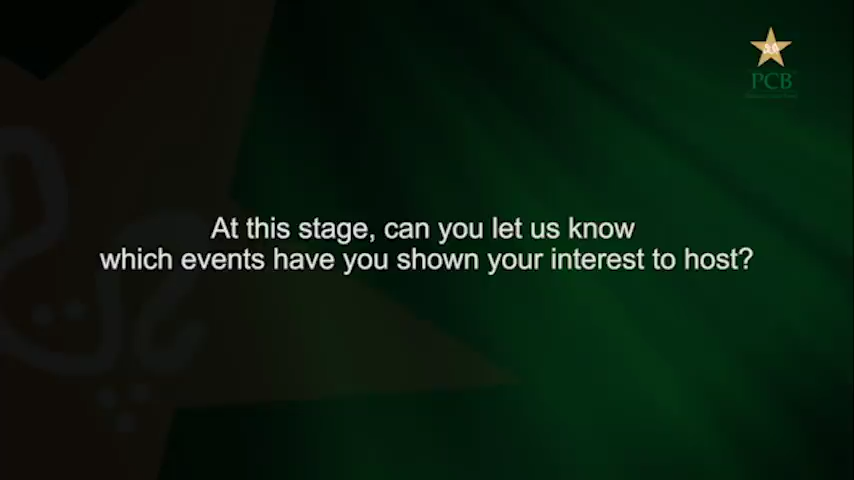 PCB
At this stage, can you let us know
which events have you shown your interest to host?